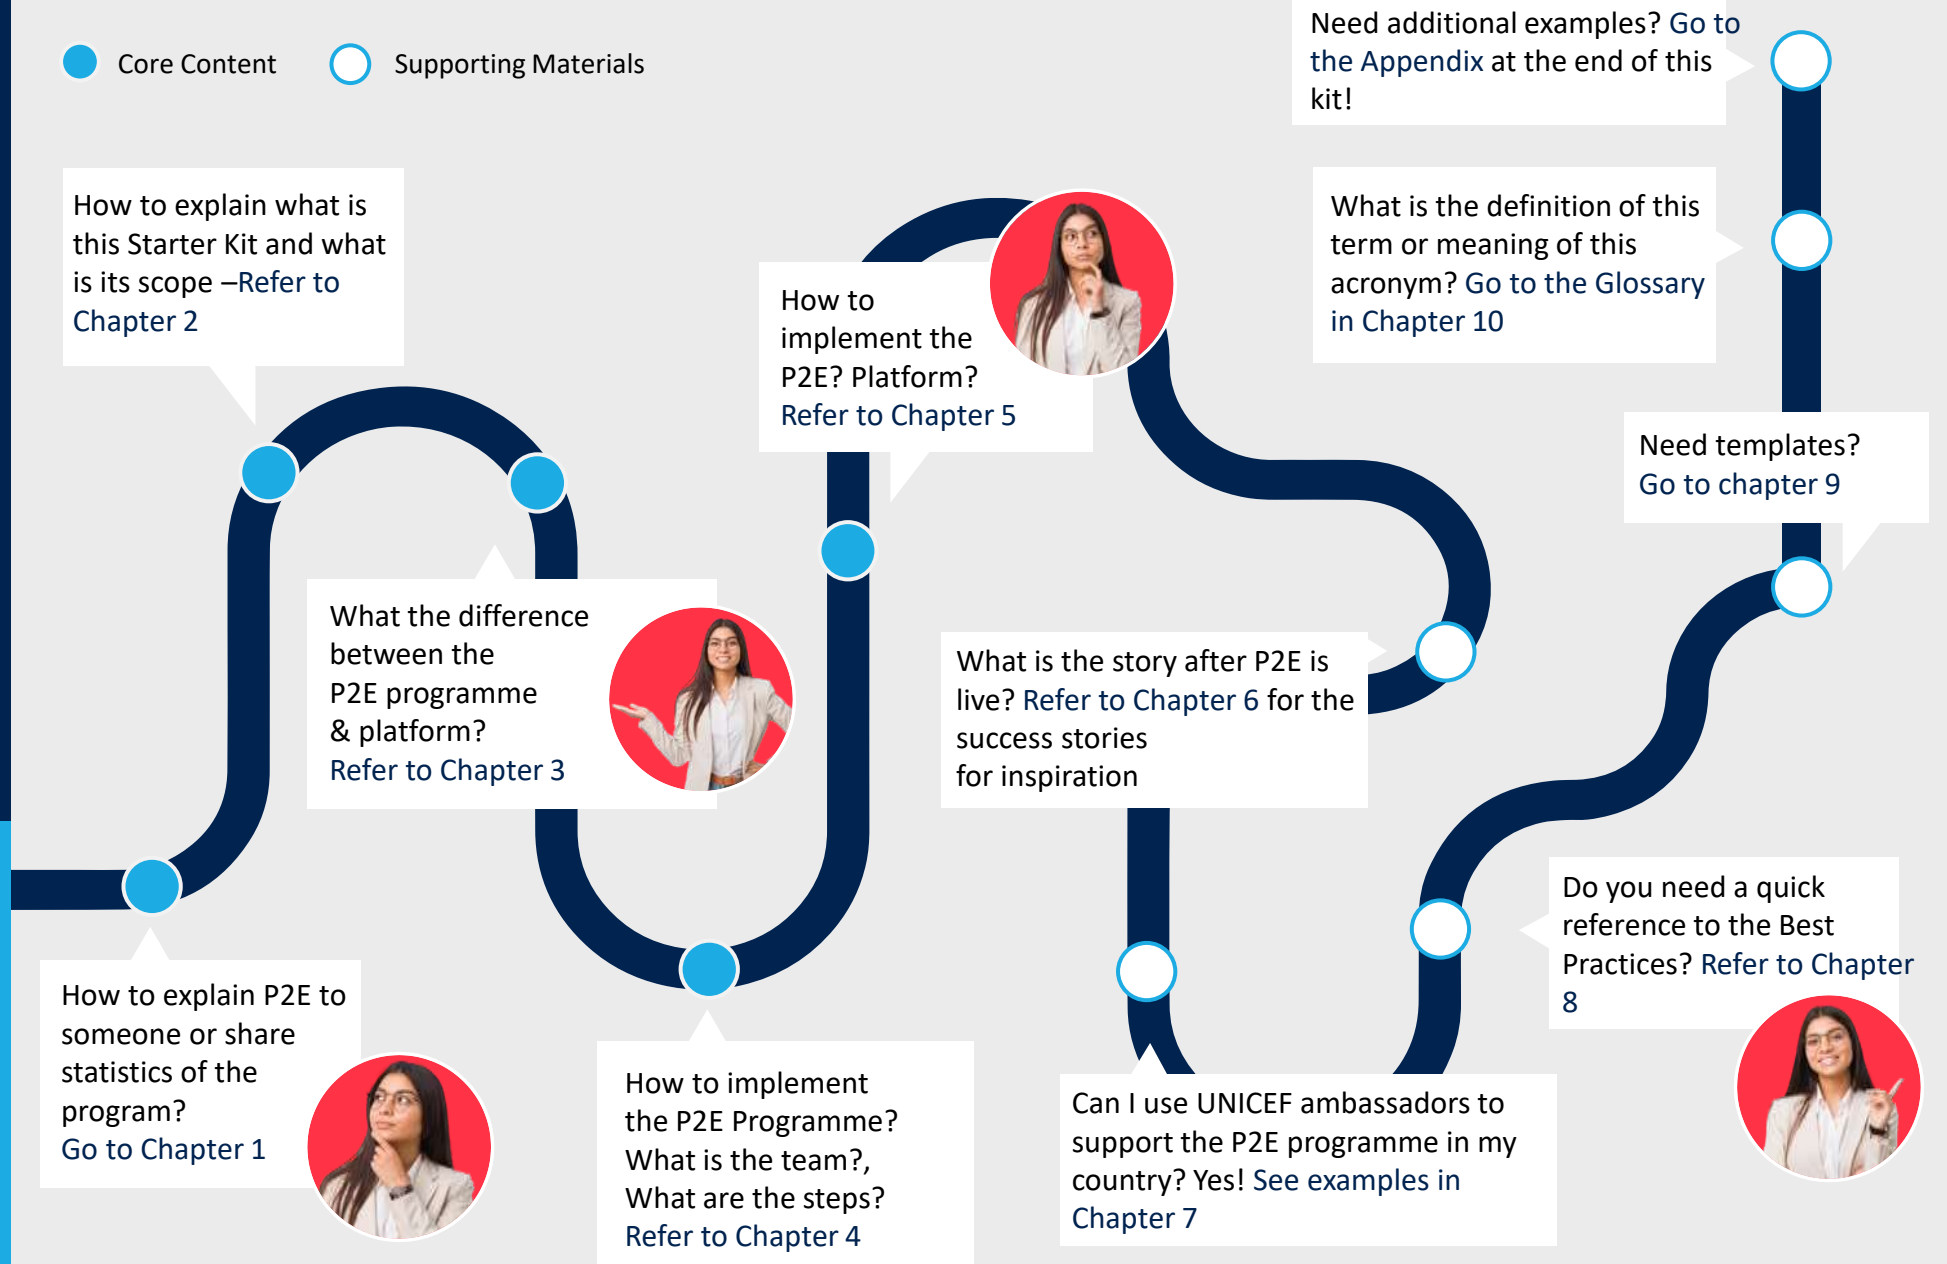 Core Content
Supporting Materials
How to explain P2E to
someone or share
statistics of the
program?
Go to Chapter 1
How to explain what is
this Starter Kit and what
is its scope –Refer to
Chapter 2
What the difference
between the
P2E programme
& platform?
Refer to Chapter 3
How to implement
the P2E Programme?
What is the team?,
What are the steps?
Refer to Chapter 4
How to
implement the
P2E? Platform?
Refer to Chapter 5
What is the story after P2E is
live? Refer to Chapter 6 for the
success stories
for inspiration
Can I use UNICEF ambassadors to
support the P2E programme in my
country? Yes! See examples in
Chapter 7
Do you need a quick
reference to the Best
Practices? Refer to Chapter
8
Need templates?
Go to chapter 9
What is the definition of this
term or meaning of this
acronym? Go to the Glossary
in Chapter 10
Need additional examples? Go to
the Appendix at the end of this
kit!